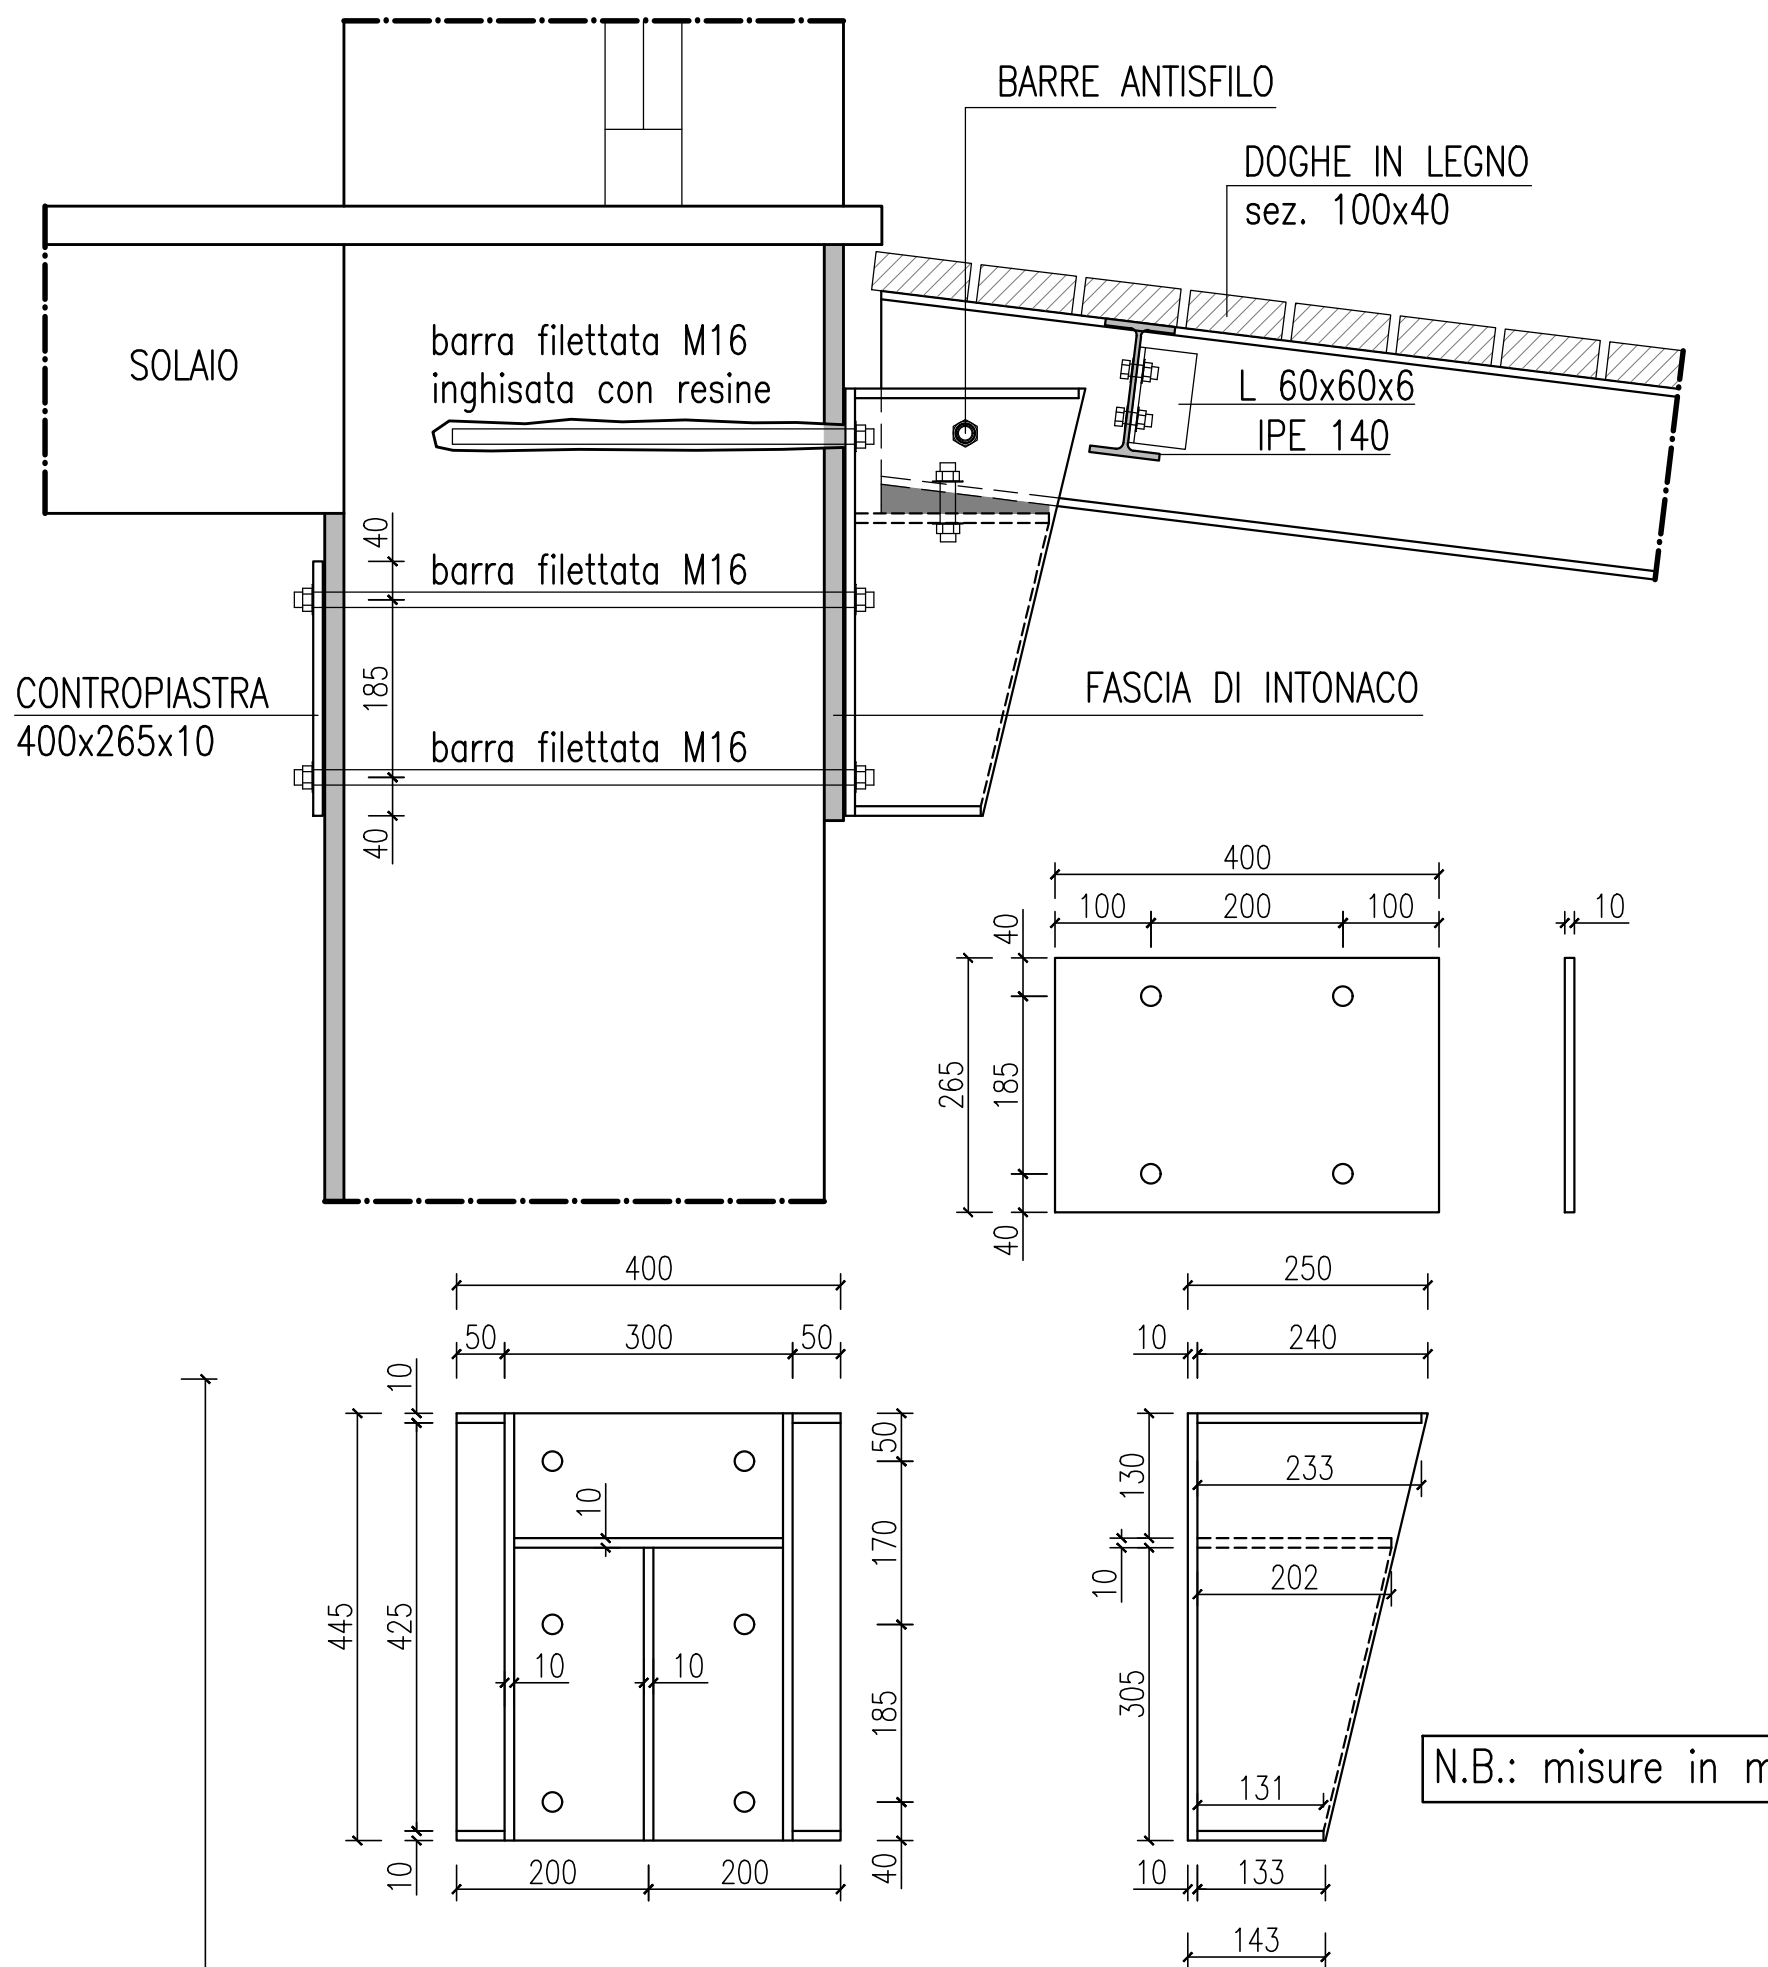 BARRE ANTISFILO
DOGHE IN LEGNO
sez. 100x40
SOLAIO
barra filettata M16
inghisata con resine
L 60x60x6
IPE 140
40
barra filettata M16
185
CONTROPIASTRA
400x265x10
FASCIA DI INTONACO
barra filettata M16
40
400
100 200 100
10
40
265
185
40
400
50 300 50
10
445
425
10
10
10
10
50
170
185
40
200 200
250
10 240
130
233
10
202
305
131
10 133
143
N.B.: misure in m